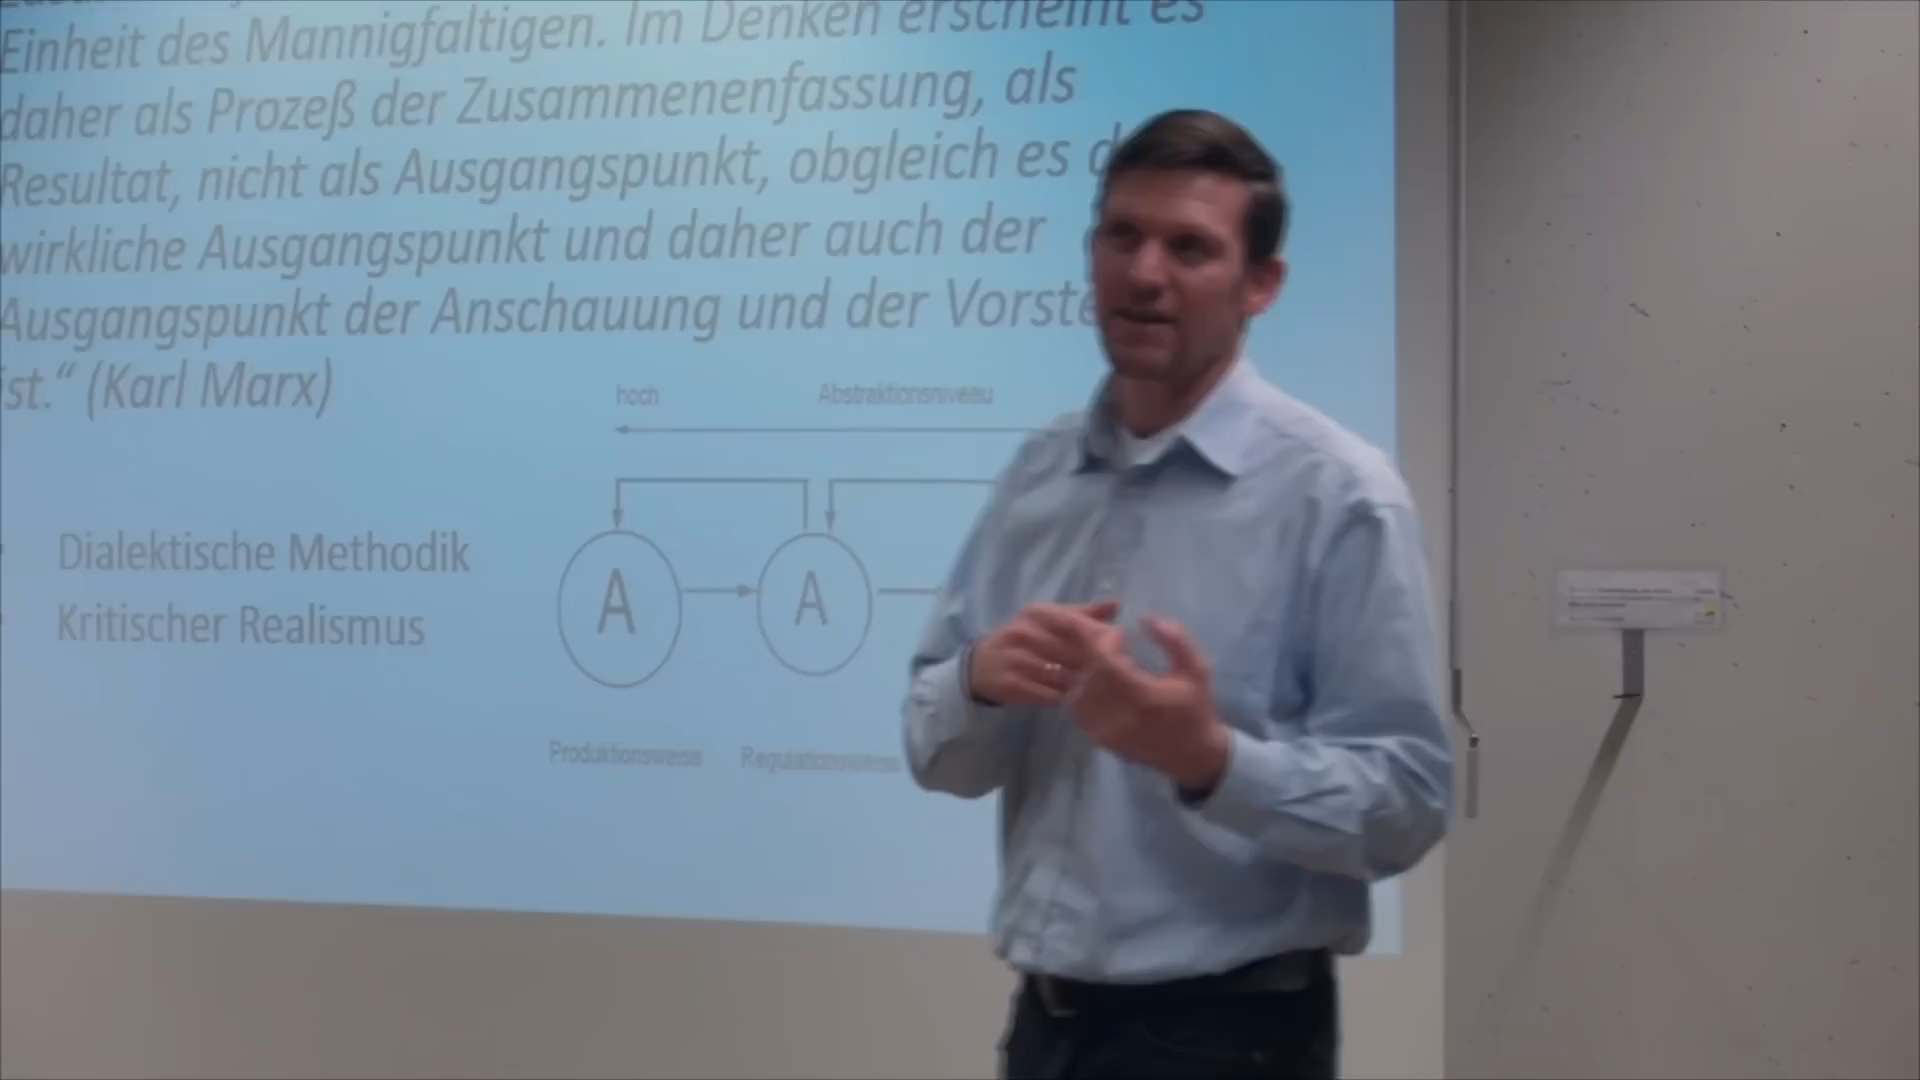 Einheit des Mannigfaltigen. Im Denken erscheint es
daher als Prozeß der Zusammenenfassung, als
Resultat, nicht als Ausgangspunkt, obgleich es d
wirkliche Ausgangspunkt und daher auch der
Ausgangspunkt der Anschauung und der Vorste
ist.“ (Karl Marx)
hoch Abstraktionsniveau
Dialektische Methodik
Kritischer Realismus
A A
Produktionsweise Regulationsweise